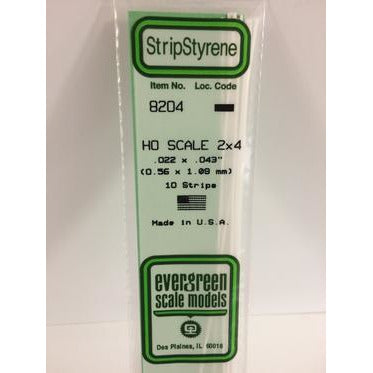 StripStyrene
Item No. Loc. Code
8204
HO SCALE 2x4
.022 x .043"
(0.56 x 1.09 mm)
10 Strips
Made in U.S.A.
evergreen
scale models
Des Plaines, IL 60018